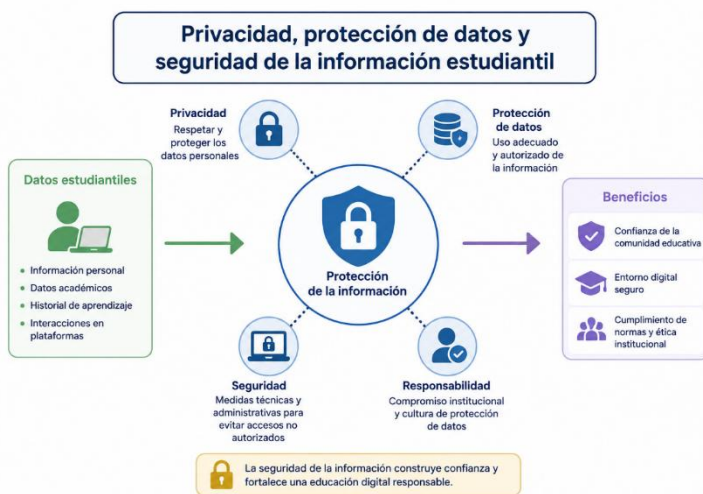 Privacidad, protección de datos y
seguridad de la información estudiantil
Privacidad
Respetar y
proteger los
datos personales
Protección
de datos
Uso adecuado y
autorizado de
la información
Datos estudiantiles
• Información personal
• Datos académicos
• Historial de aprendizaje
• Interacciones en
plataformas
Protección
de la información
Beneficios
Confianza de la
comunidad educativa
Entorno digital
seguro
Cumplimiento de
normas y ética
institucional
Seguridad
Medidas técnicas y
administrativas para
evitar accesos no
autorizados
Responsabilidad
Compromiso institucional
y cultura de protección
de datos
La seguridad de la información construye confianza y
fortalece una educación digital responsable.